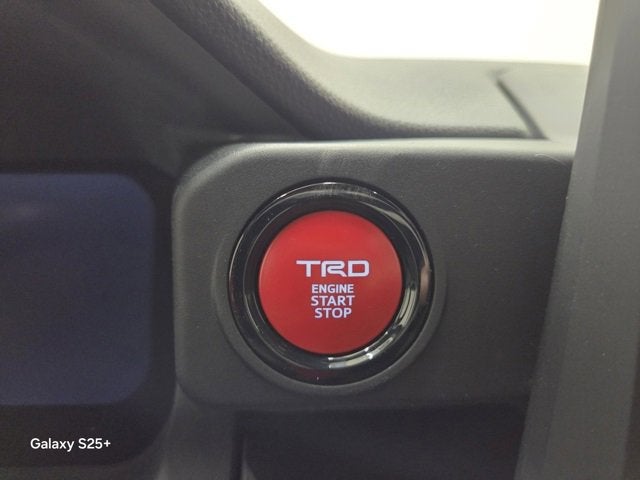 TRD
ENGINE
START
STOP
Galaxy S25+